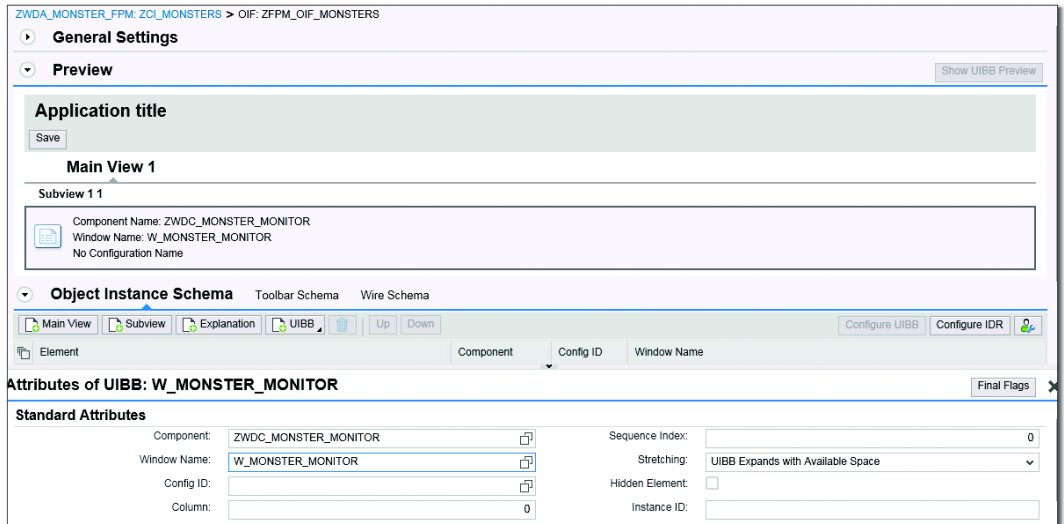 ZWDA_MONSTER_FPM: ZCI_MONSTERS > OIF: ZFPM_OIF_MONSTERS
General Settings
Preview
Show UIBB Preview
Application title
Save
Main View 1
Subview 1 1
Component Name: ZWDC_MONSTER_MONITOR
Window Name: W_MONSTER_MONITOR
No Configuration Name
Object Instance Schema Toolbar Schema Wire Schema
Main View Subview Explanation UIBB Up Down Configure UIBB Configure IDR
Element Component Config ID Window Name
Attributes of UIBB: W_MONSTER_MONITOR Final Flags
Standard Attributes
Component: ZWDC_MONSTER_MONITOR Sequence Index: 0
Window Name: W_MONSTER_MONITOR Stretching: UIBB Expands with Available Space
Config ID: Hidden Element:
Column: 0 Instance ID: